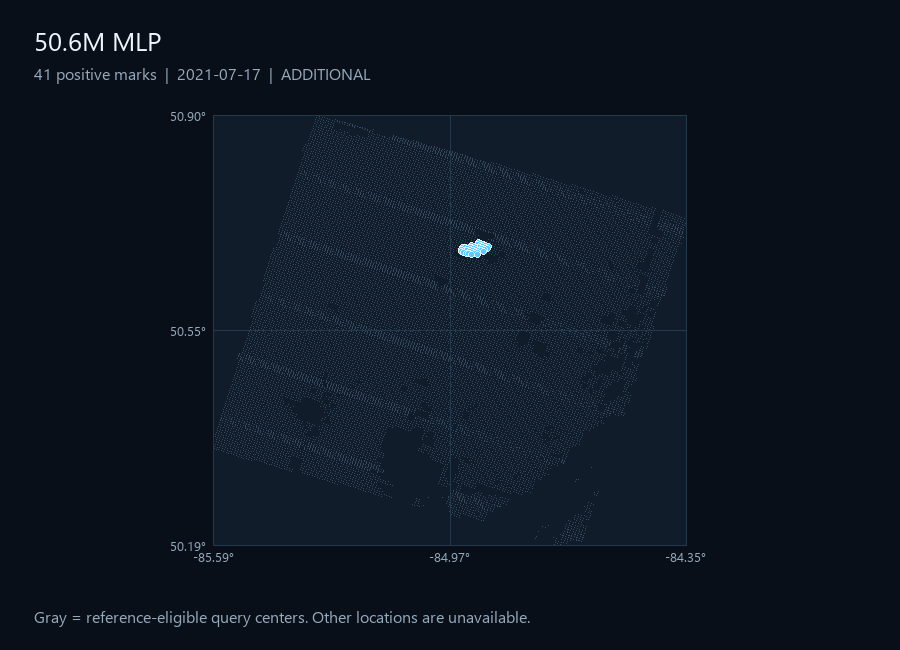 50.6M MLP
41 positive marks | 2021-07-17 | ADDITIONAL
50.90°
50.55°
50.19°
-85.59°
-84.97°
-84.35°
Gray = reference-eligible query centers. Other locations are unavailable.